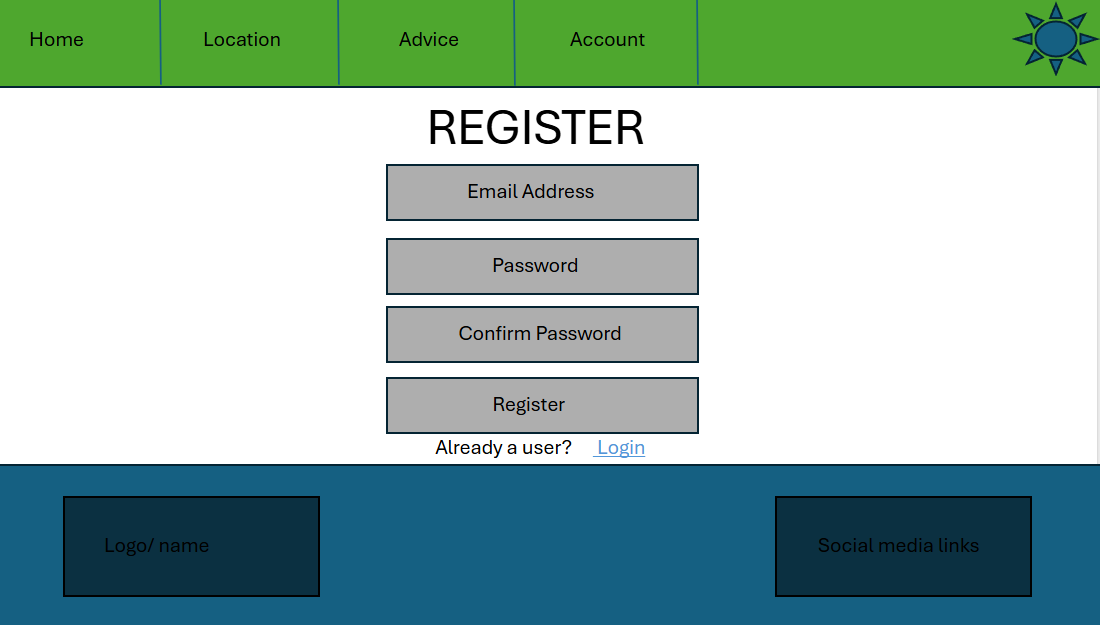 Home
Location
Advice
Account
REGISTER
Email Address
Password
Confirm Password
Register
Already a user? Login
Logo/ name
Social media links